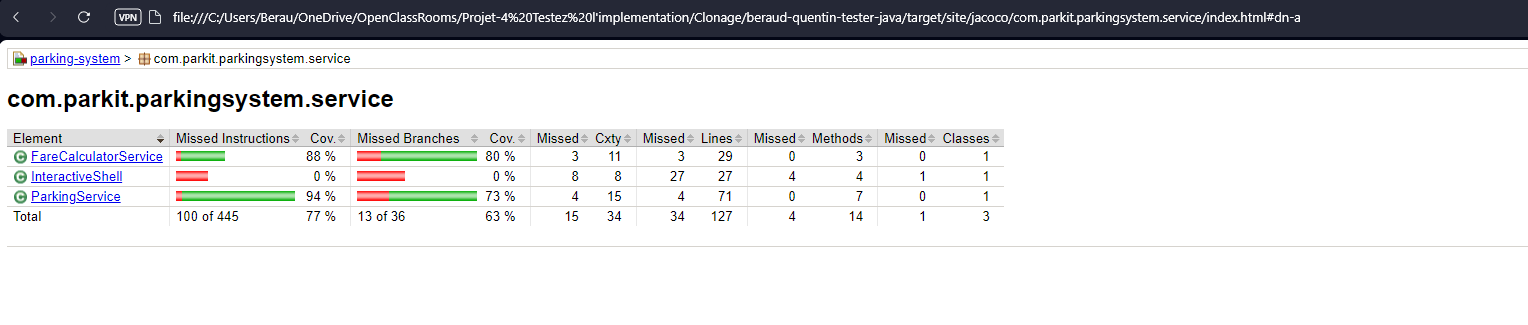 VPN file:///C:/Users/Berau/OneDrive/OpenClassRooms/Projet-4%20Testez%20l'implementation/Clonage/beraud-quentin-tester-java/target/site/jacoco/com.parkit.parkingsystem.service/index.html#dn-a
parking-system > com.parkit.parkingsystem.service
com.parkit.parkingsystem.service
Element Missed Instructions Cov. Missed Branches Cov. Missed Cxty Missed Lines Missed Methods Missed Classes
FareCalculatorService 88 % 80 % 3 11 3 29 0 3 0 1
InteractiveShell 0 % 0 % 8 8 27 27 4 4 1 1
ParkingService 94 % 73 % 4 15 4 71 0 7 0 1
Total 100 of 445 77 % 13 of 36 63 % 15 34 34 127 4 14 1 3